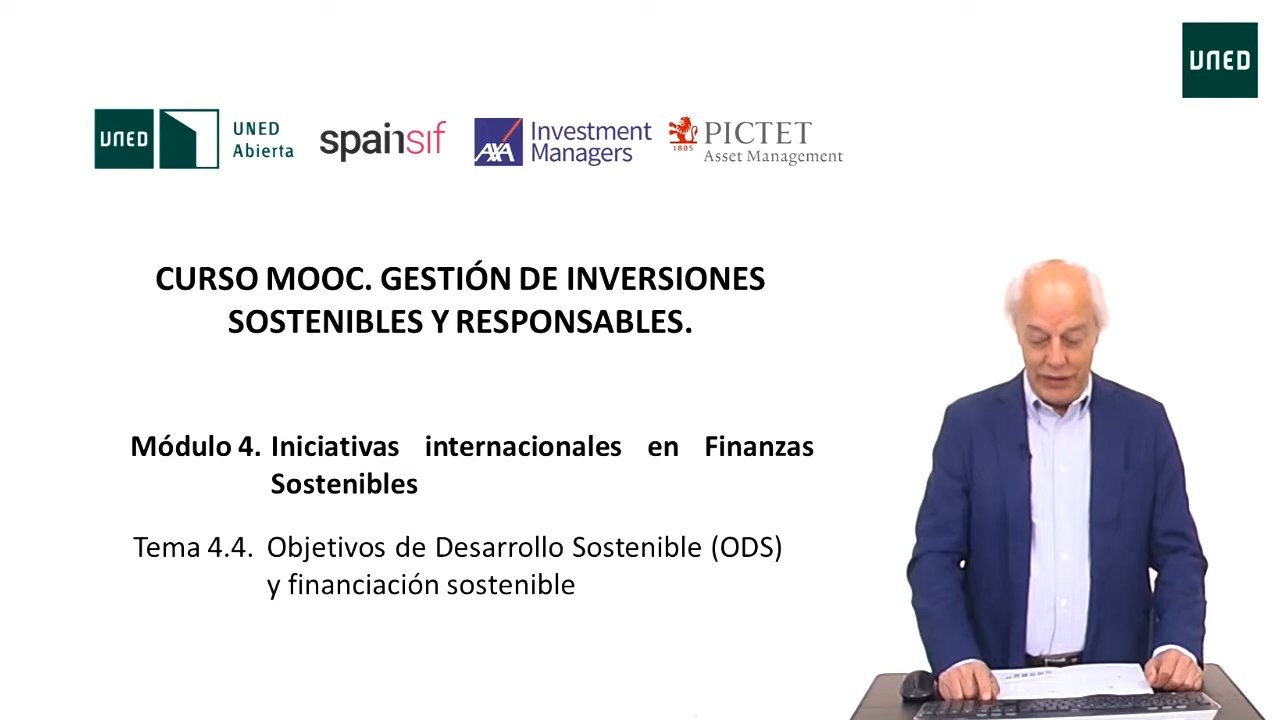 UNED
UNED
UNED
Abierta
spainsif
AXA
Investment
Managers
1805
PICTET
Asset Management
CURSO MOOC. GESTIÓN DE INVERSIONES
SOSTENIBLES Y RESPONSABLES.
Módulo 4. Iniciativas internacionales en Finanzas
Sostenibles
Tema 4.4. Objetivos de Desarrollo Sostenible (ODS)
y financiación sostenible